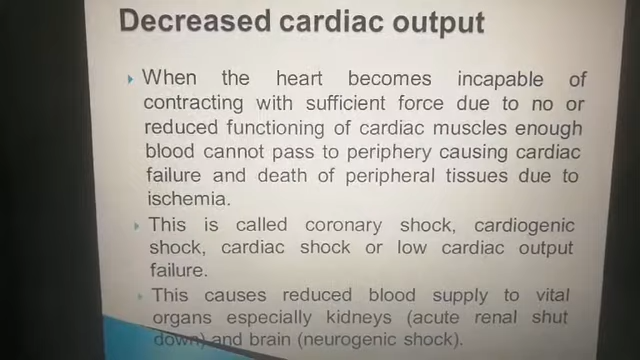 Decreased cardiac output
When the heart becomes incapable of
contracting with sufficient force due to no or
reduced functioning of cardiac muscles enough
blood cannot pass to periphery causing cardiac
failure and death of peripheral tissues due to
ischemia.
This is called coronary shock, cardiogenic
shock, cardiac shock or low cardiac output
failure.
This causes reduced blood supply to vital
organs especially kidneys (acute renal shut
down) and brain (neurogenic shock).